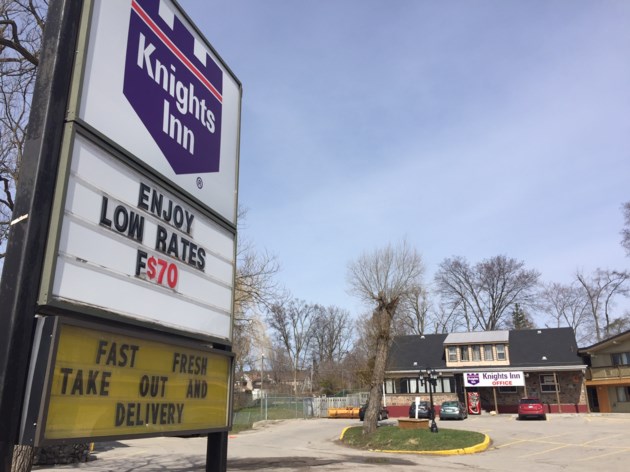 Knights
Inn
®
ENJOY
LOW RATES
F$70
FAST FRESH
TAKE OUT AND
DELIVERY
Knights Inn
OFFICE